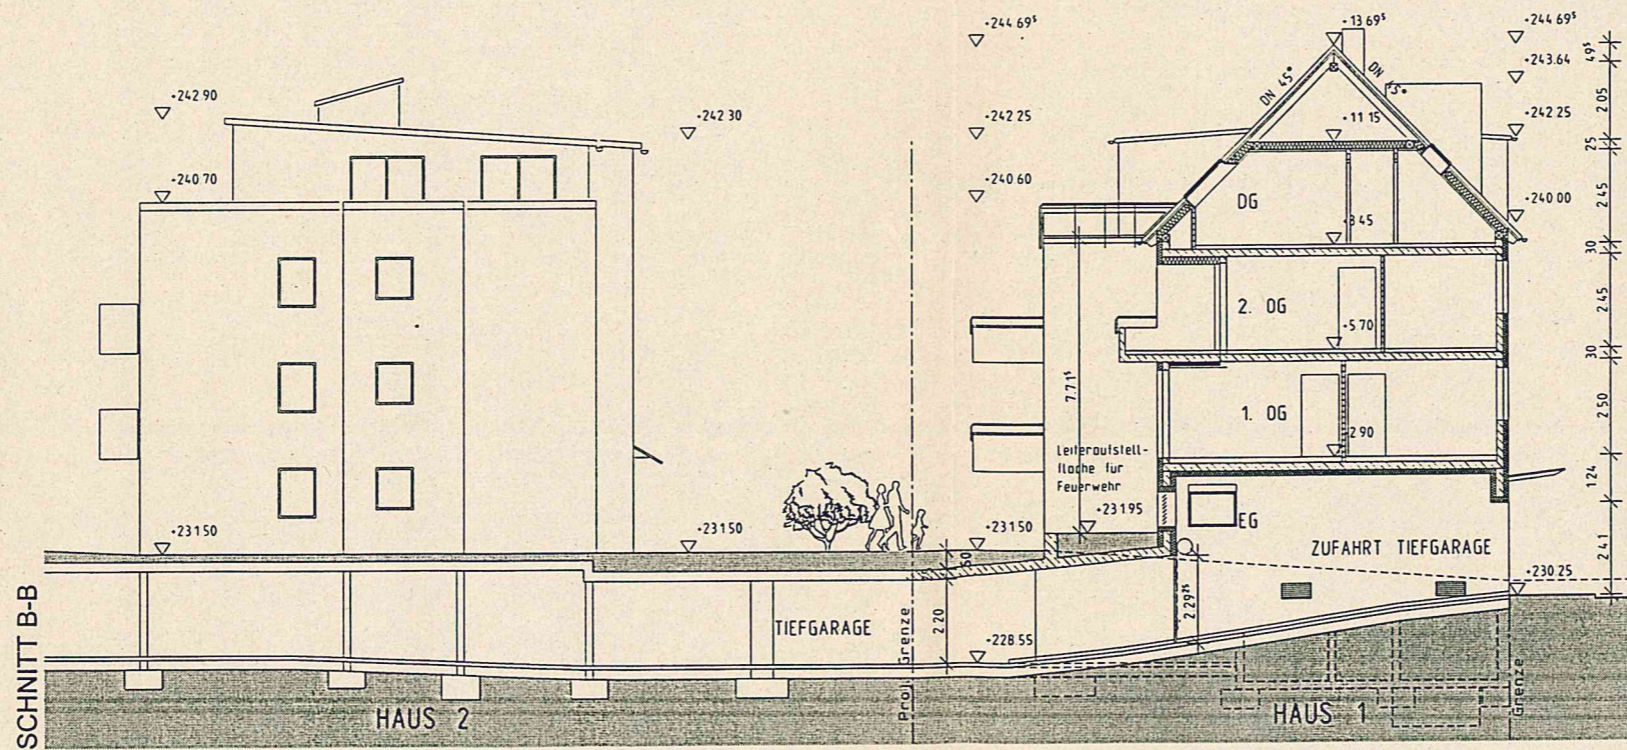 +244 69⁵
+13 69⁵
+244 69⁵
+243.64
49⁵
DN 45°
DN 45°
2 05
+242 90
+242 30
+242 25
+11 15
+242 25
25
+240 70
+240 60
DG
+8 45
+240 00
2 45
30
2. OG
+5 70
2 45
30
7.71⁵
1. OG
+2 90
2 50
Leiteraufstell-
fläche für
Feuerwehr
1 24
+231 50
+231 50
+231 50
+231 95
EG
ZUFAHRT TIEFGARAGE
2 41
50
+230 25
TIEFGARAGE
2 20
2 29²⁵
+228.55
Grenze
Grenze
HAUS 2
HAUS 1
SCHNITT B-B